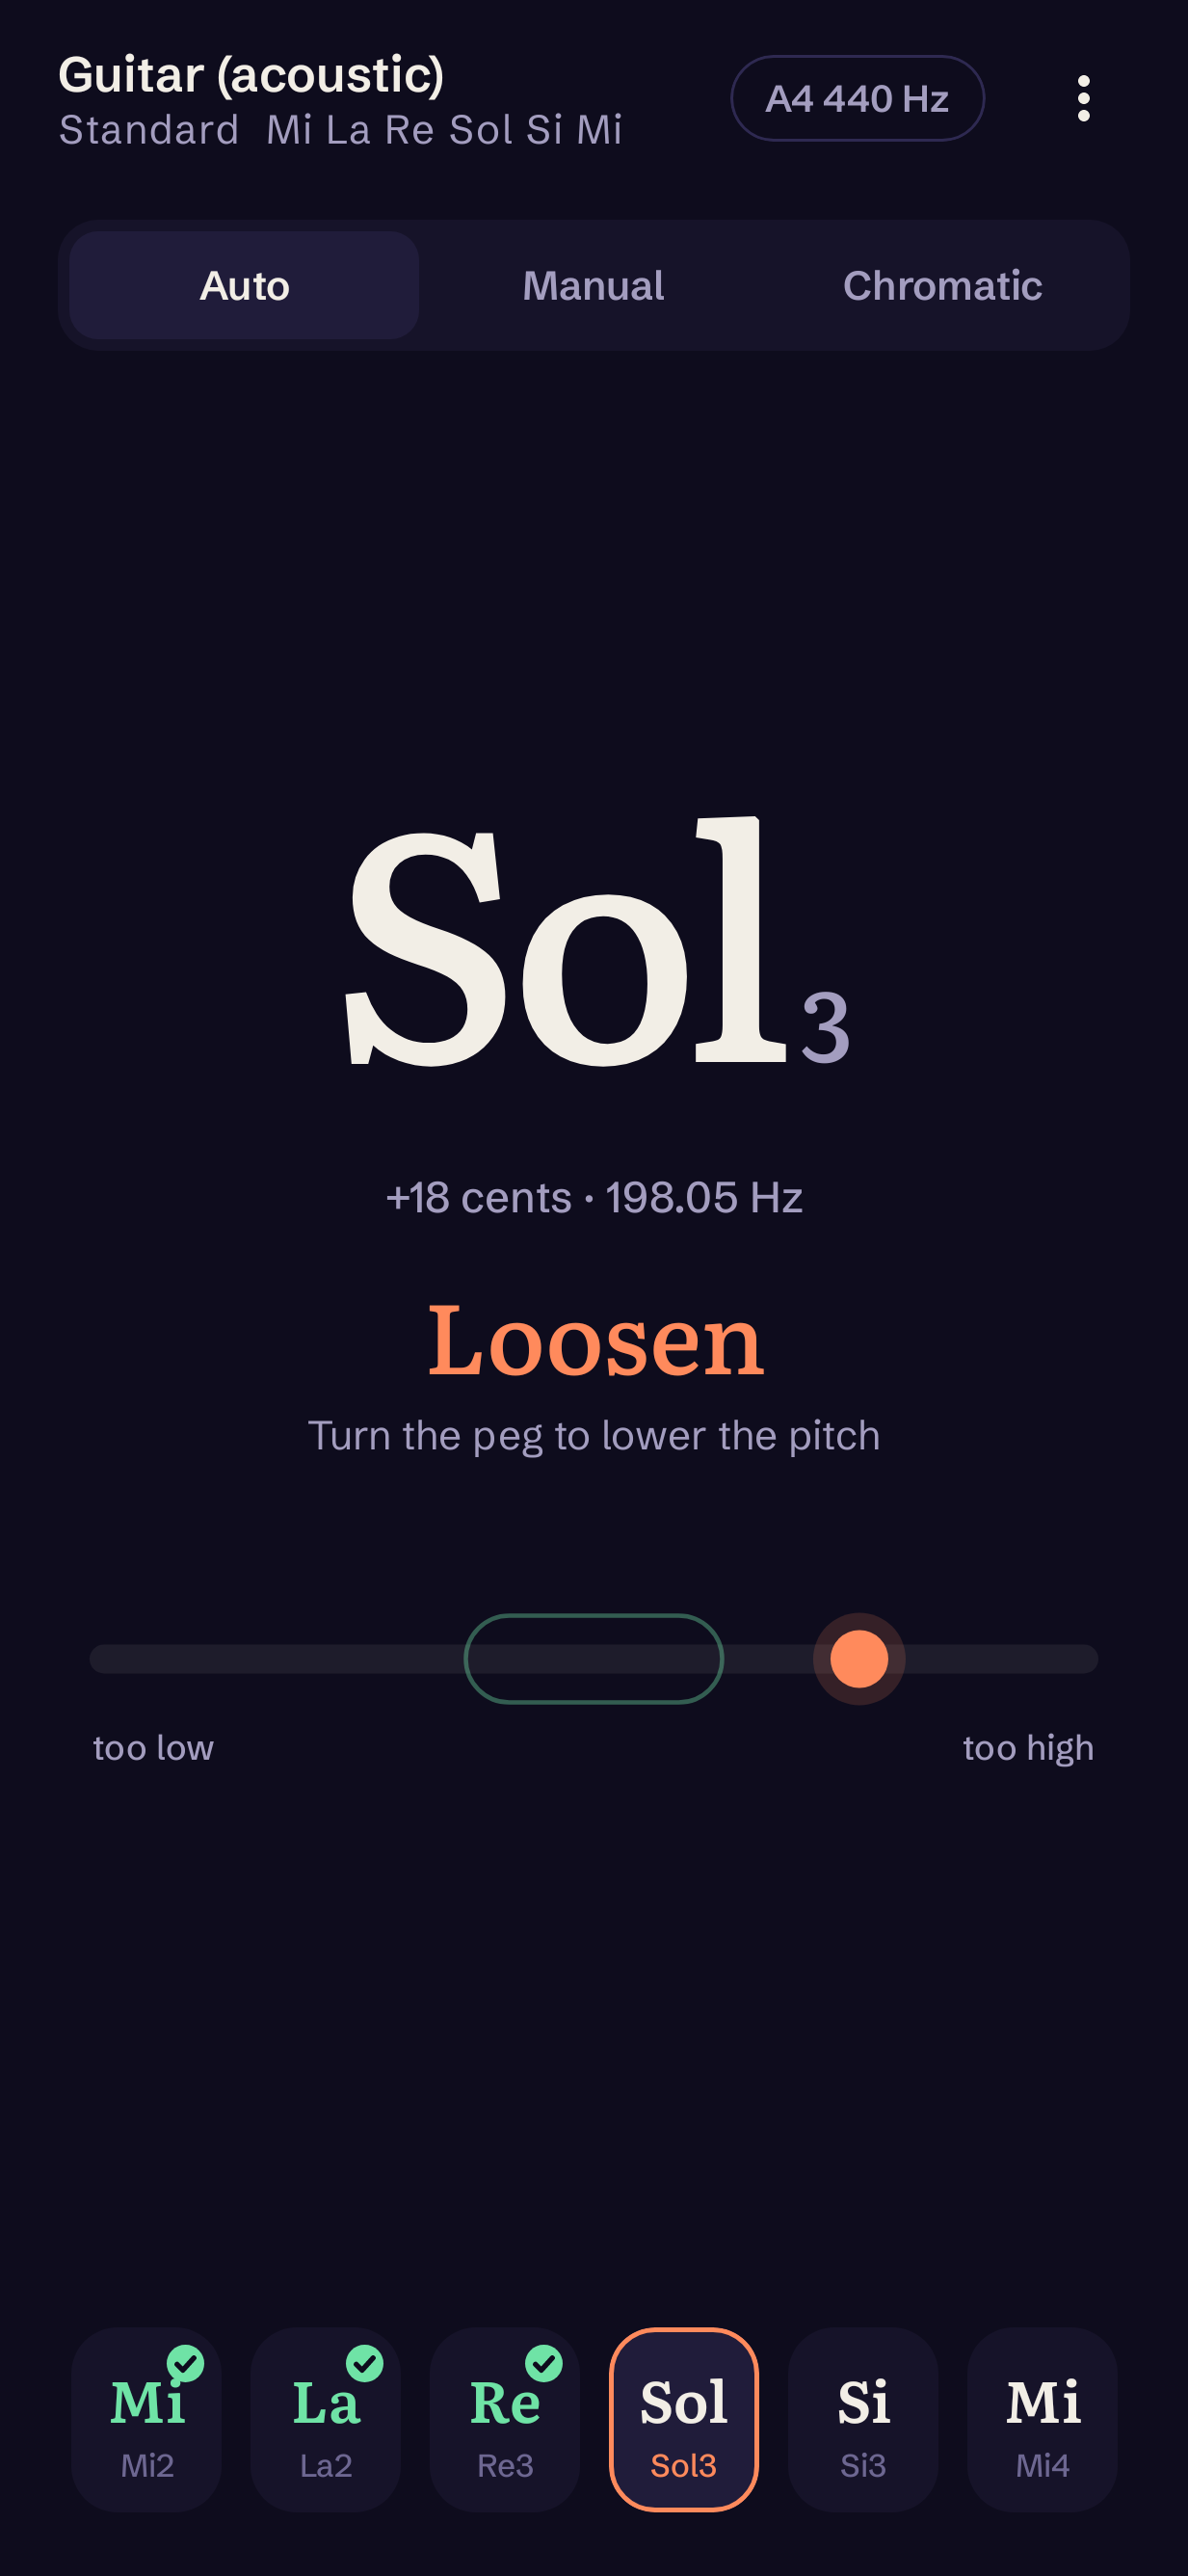 Guitar (acoustic)
Standard Mi La Re Sol Si Mi
A4 440 Hz
Auto
Manual
Chromatic
Sol3
+18 cents · 198.05 Hz
Loosen
Turn the peg to lower the pitch
too low
too high
Mi
La
Re
Sol
Si
Mi
Mi2
La2
Re3
Sol3
Si3
Mi4